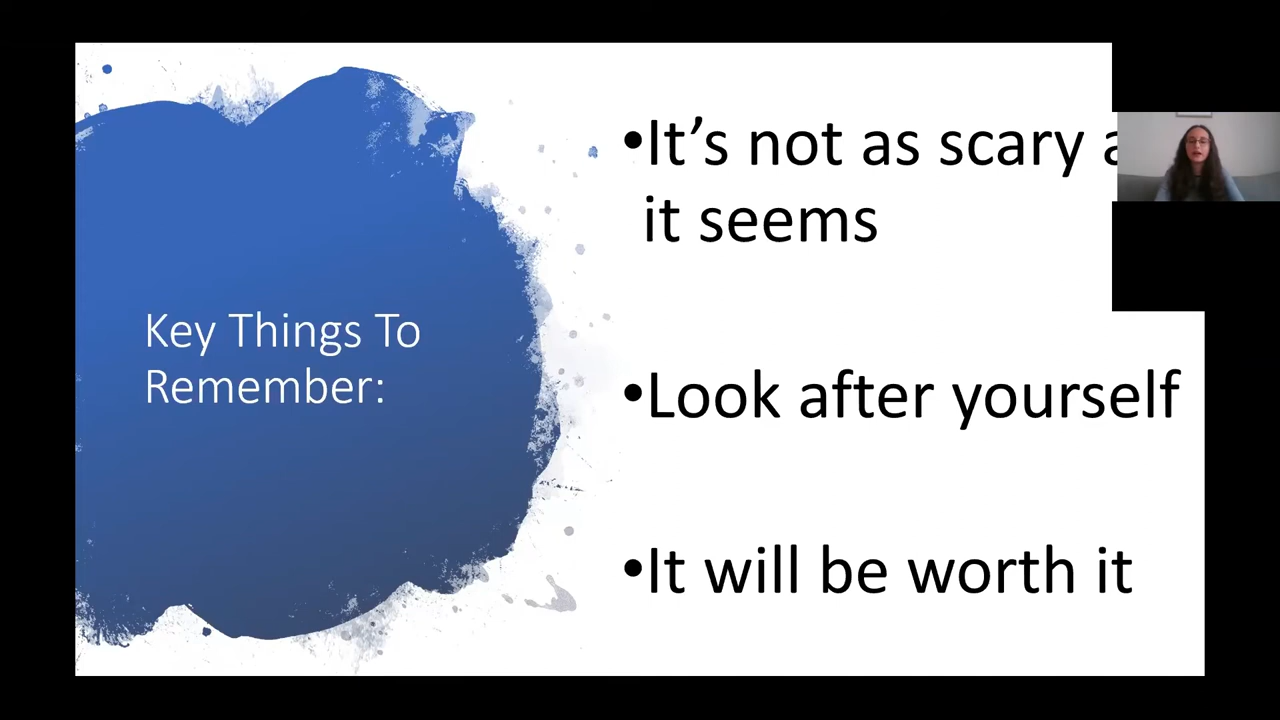 Key Things To
Remember:
•It’s not as scary
it seems
•Look after yourself
•It will be worth it